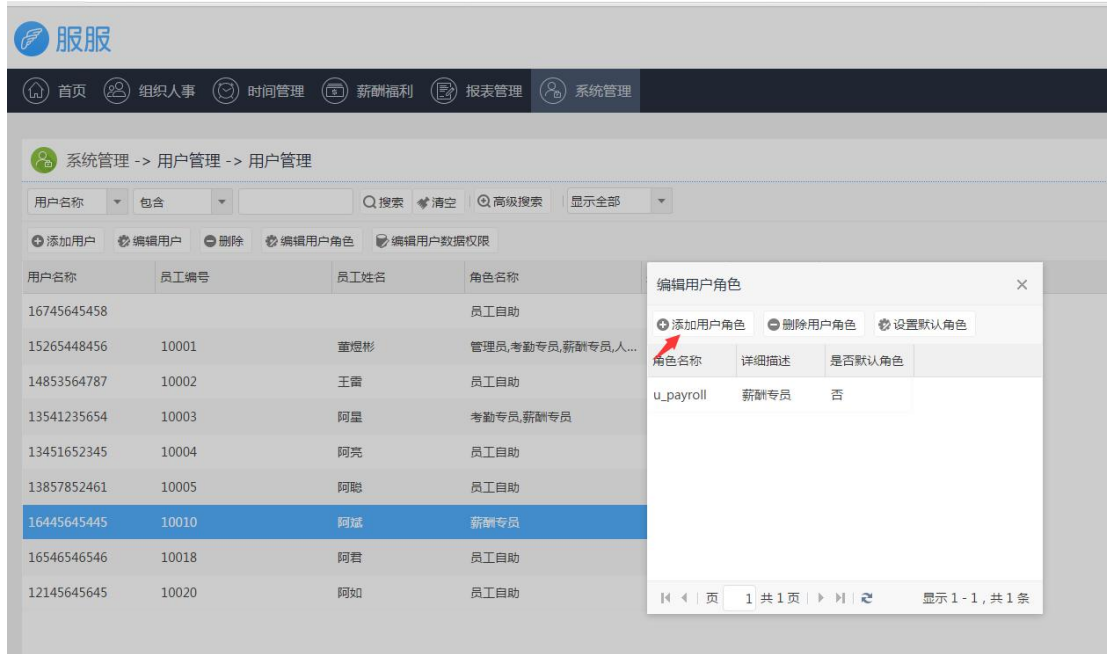 服服
首页 组织人事 时间管理 薪酬福利 报表管理 系统管理
系统管理 -> 用户管理 -> 用户管理
用户名称 包含 搜索 清空 高级搜索 显示全部
添加用户 编辑用户 删除 编辑用户角色 编辑用户数据权限
用户名称 员工编号 员工姓名 角色名称
16745645458 员工自助
15265448456 10001 董煜彬 管理员,考勤专员,薪酬专员,人...
14853564787 10002 王雷 员工自助
13541235654 10003 阿星 考勤专员,薪酬专员
13451652345 10004 阿亮 员工自助
13857852461 10005 阿聪 员工自助
16445645445 10010 阿斌 薪酬专员
16546546546 10018 阿君 员工自助
12145645645 10020 阿如 员工自助
编辑用户角色
添加用户角色 删除用户角色 设置默认角色
角色名称 详细描述 是否默认角色
u_payroll 薪酬专员 否
页 1 共1页 显示 1 - 1 , 共 1 条